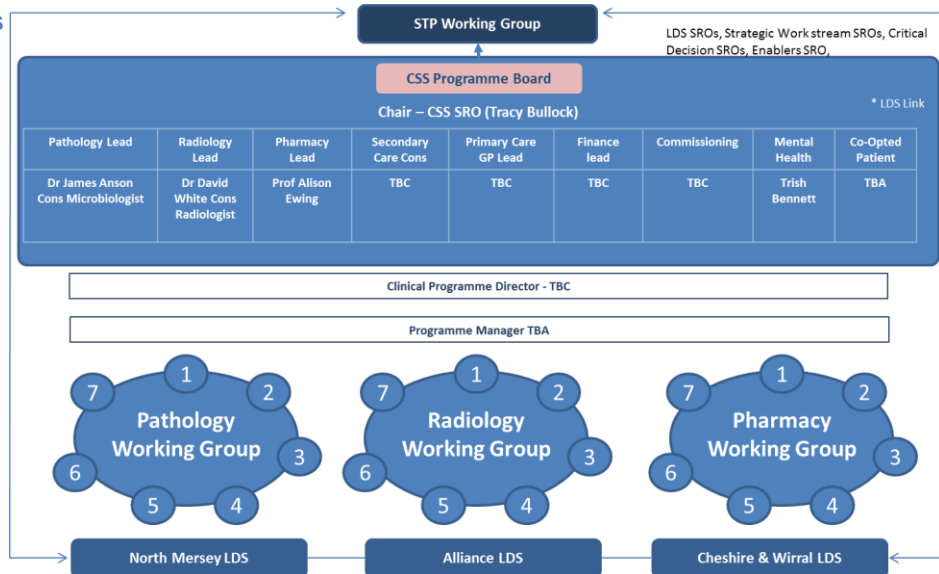 s
STP Working Group
LDS SROs, Strategic Work stream SROs, Critical
Decision SROs, Enablers SRO,
CSS Programme Board
Chair – CSS SRO (Tracy Bullock)
* LDS Link
Pathology Lead
Radiology
Lead
Pharmacy
Lead
Secondary
Care Cons
Primary Care
GP Lead
Finance
lead
Commissioning
Mental
Health
Co-Opted
Patient
Dr James Anson
Cons Microbiologist
Dr David
White Cons
Radiologist
Prof Alison
Ewing
TBC
TBC
TBC
TBC
Trish
Bennett
TBA
Clinical Programme Director - TBC
Programme Manager TBA
1
2
3
4
5
6
7
Pathology
Working Group
1
2
3
4
5
6
7
Radiology
Working Group
1
2
3
4
5
6
7
Pharmacy
Working Group
North Mersey LDS
Alliance LDS
Cheshire & Wirral LDS